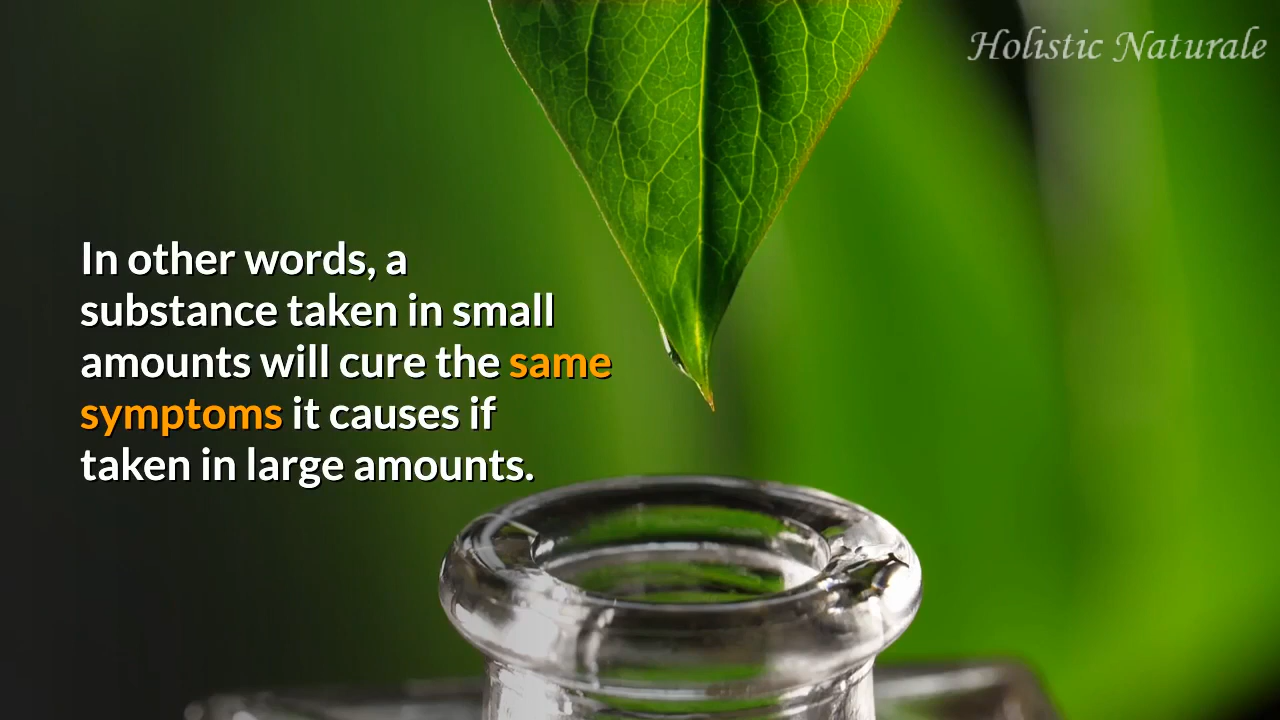 Holistic Naturale
In other words, a
substance taken in small
amounts will cure the same
symptoms it causes if
taken in large amounts.